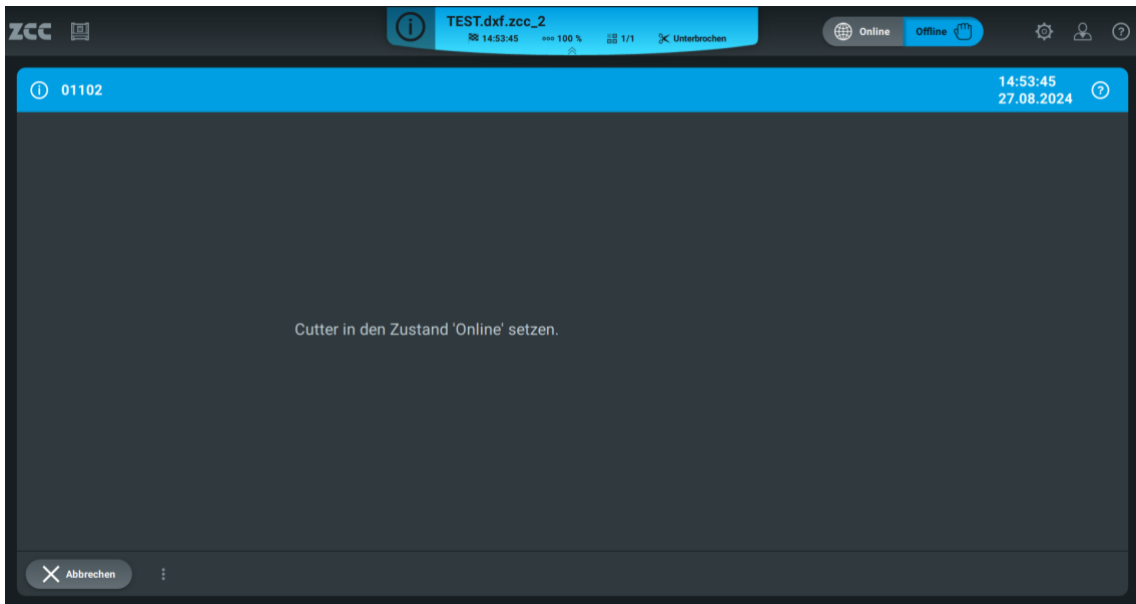 ZCC
TEST.dxf.zcc_2
14:53:45 100 % 1/1 Unterbrochen
Online Offline
01102
14:53:45
27.08.2024
Cutter in den Zustand 'Online' setzen.
Abbrechen